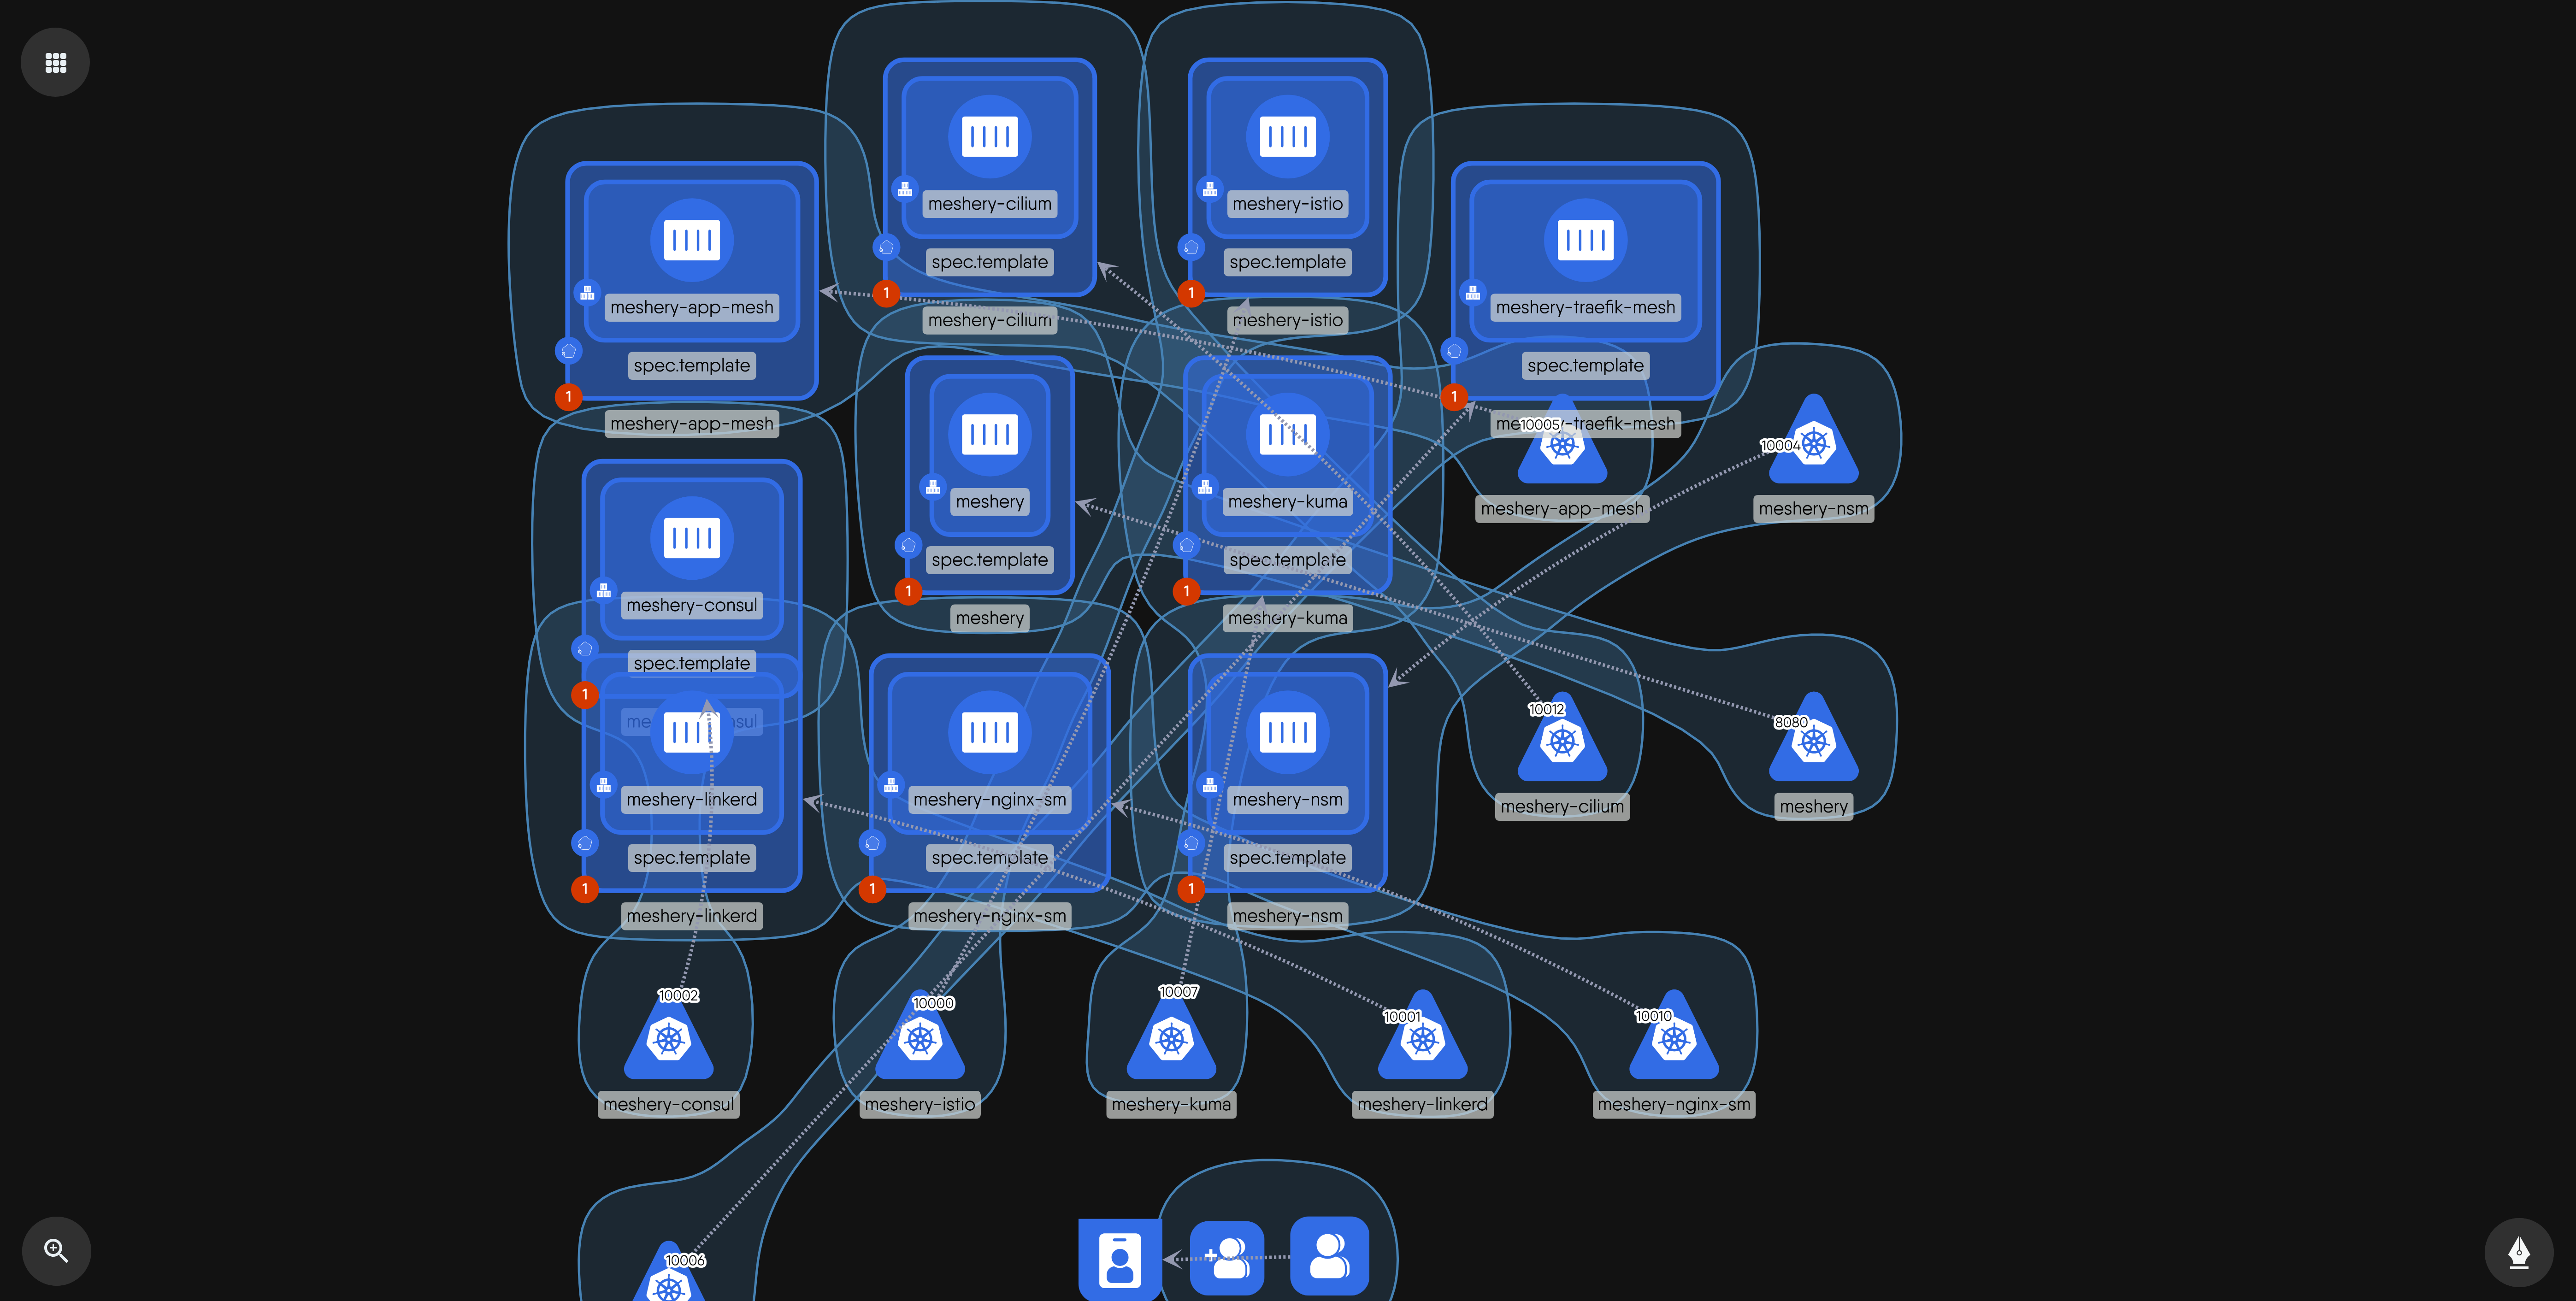 meshery-cilium
spec.template
1
meshery-cilium
meshery-istio
spec.template
1
meshery-istio
meshery-app-mesh
spec.template
1
meshery-app-mesh
meshery-traefik-mesh
spec.template
1
meshery-traefik-mesh
10005
meshery-app-mesh
10004
meshery-nsm
meshery
spec.template
1
meshery
meshery-kuma
spec.template
1
meshery-kuma
meshery-consul
spec.template
1
meshery-linkerd
spec.template
1
meshery-linkerd
meshery-nginx-sm
spec.template
1
meshery-nginx-sm
meshery-nsm
spec.template
1
meshery-nsm
10012
meshery-cilium
8080
meshery
10002
meshery-consul
10000
meshery-istio
10007
meshery-kuma
10001
meshery-linkerd
10010
meshery-nginx-sm
10006